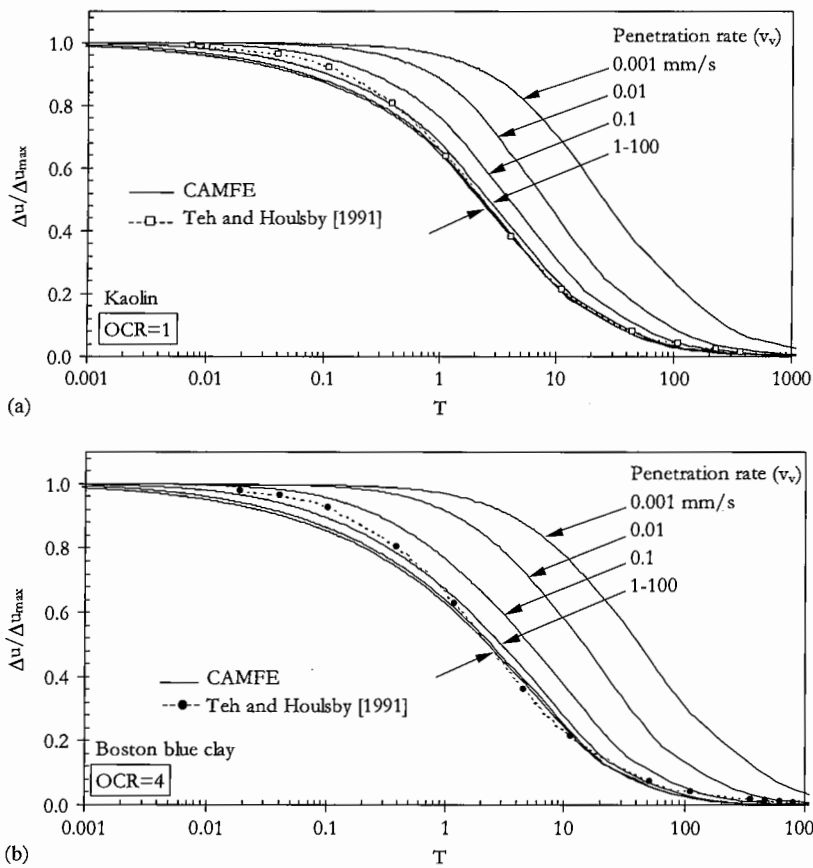 Penetration rate (vv)
0.001 mm/s
0.01
0.1
1-100
1.0
0.8
0.6
0.4
0.2
0.0
Δu/Δumax
CAMFE
Teh and Houlsby [1991]
Kaolin
OCR=1
0.001
0.01
0.1
1
10
100
1000
(a)
T
Penetration rate (vv)
0.001 mm/s
0.01
0.1
1-100
1.0
0.8
0.6
0.4
0.2
0.0
Δu/Δumax
CAMFE
Teh and Houlsby [1991]
Boston blue clay
OCR=4
0.001
0.01
0.1
1
10
100
100
(b)
T